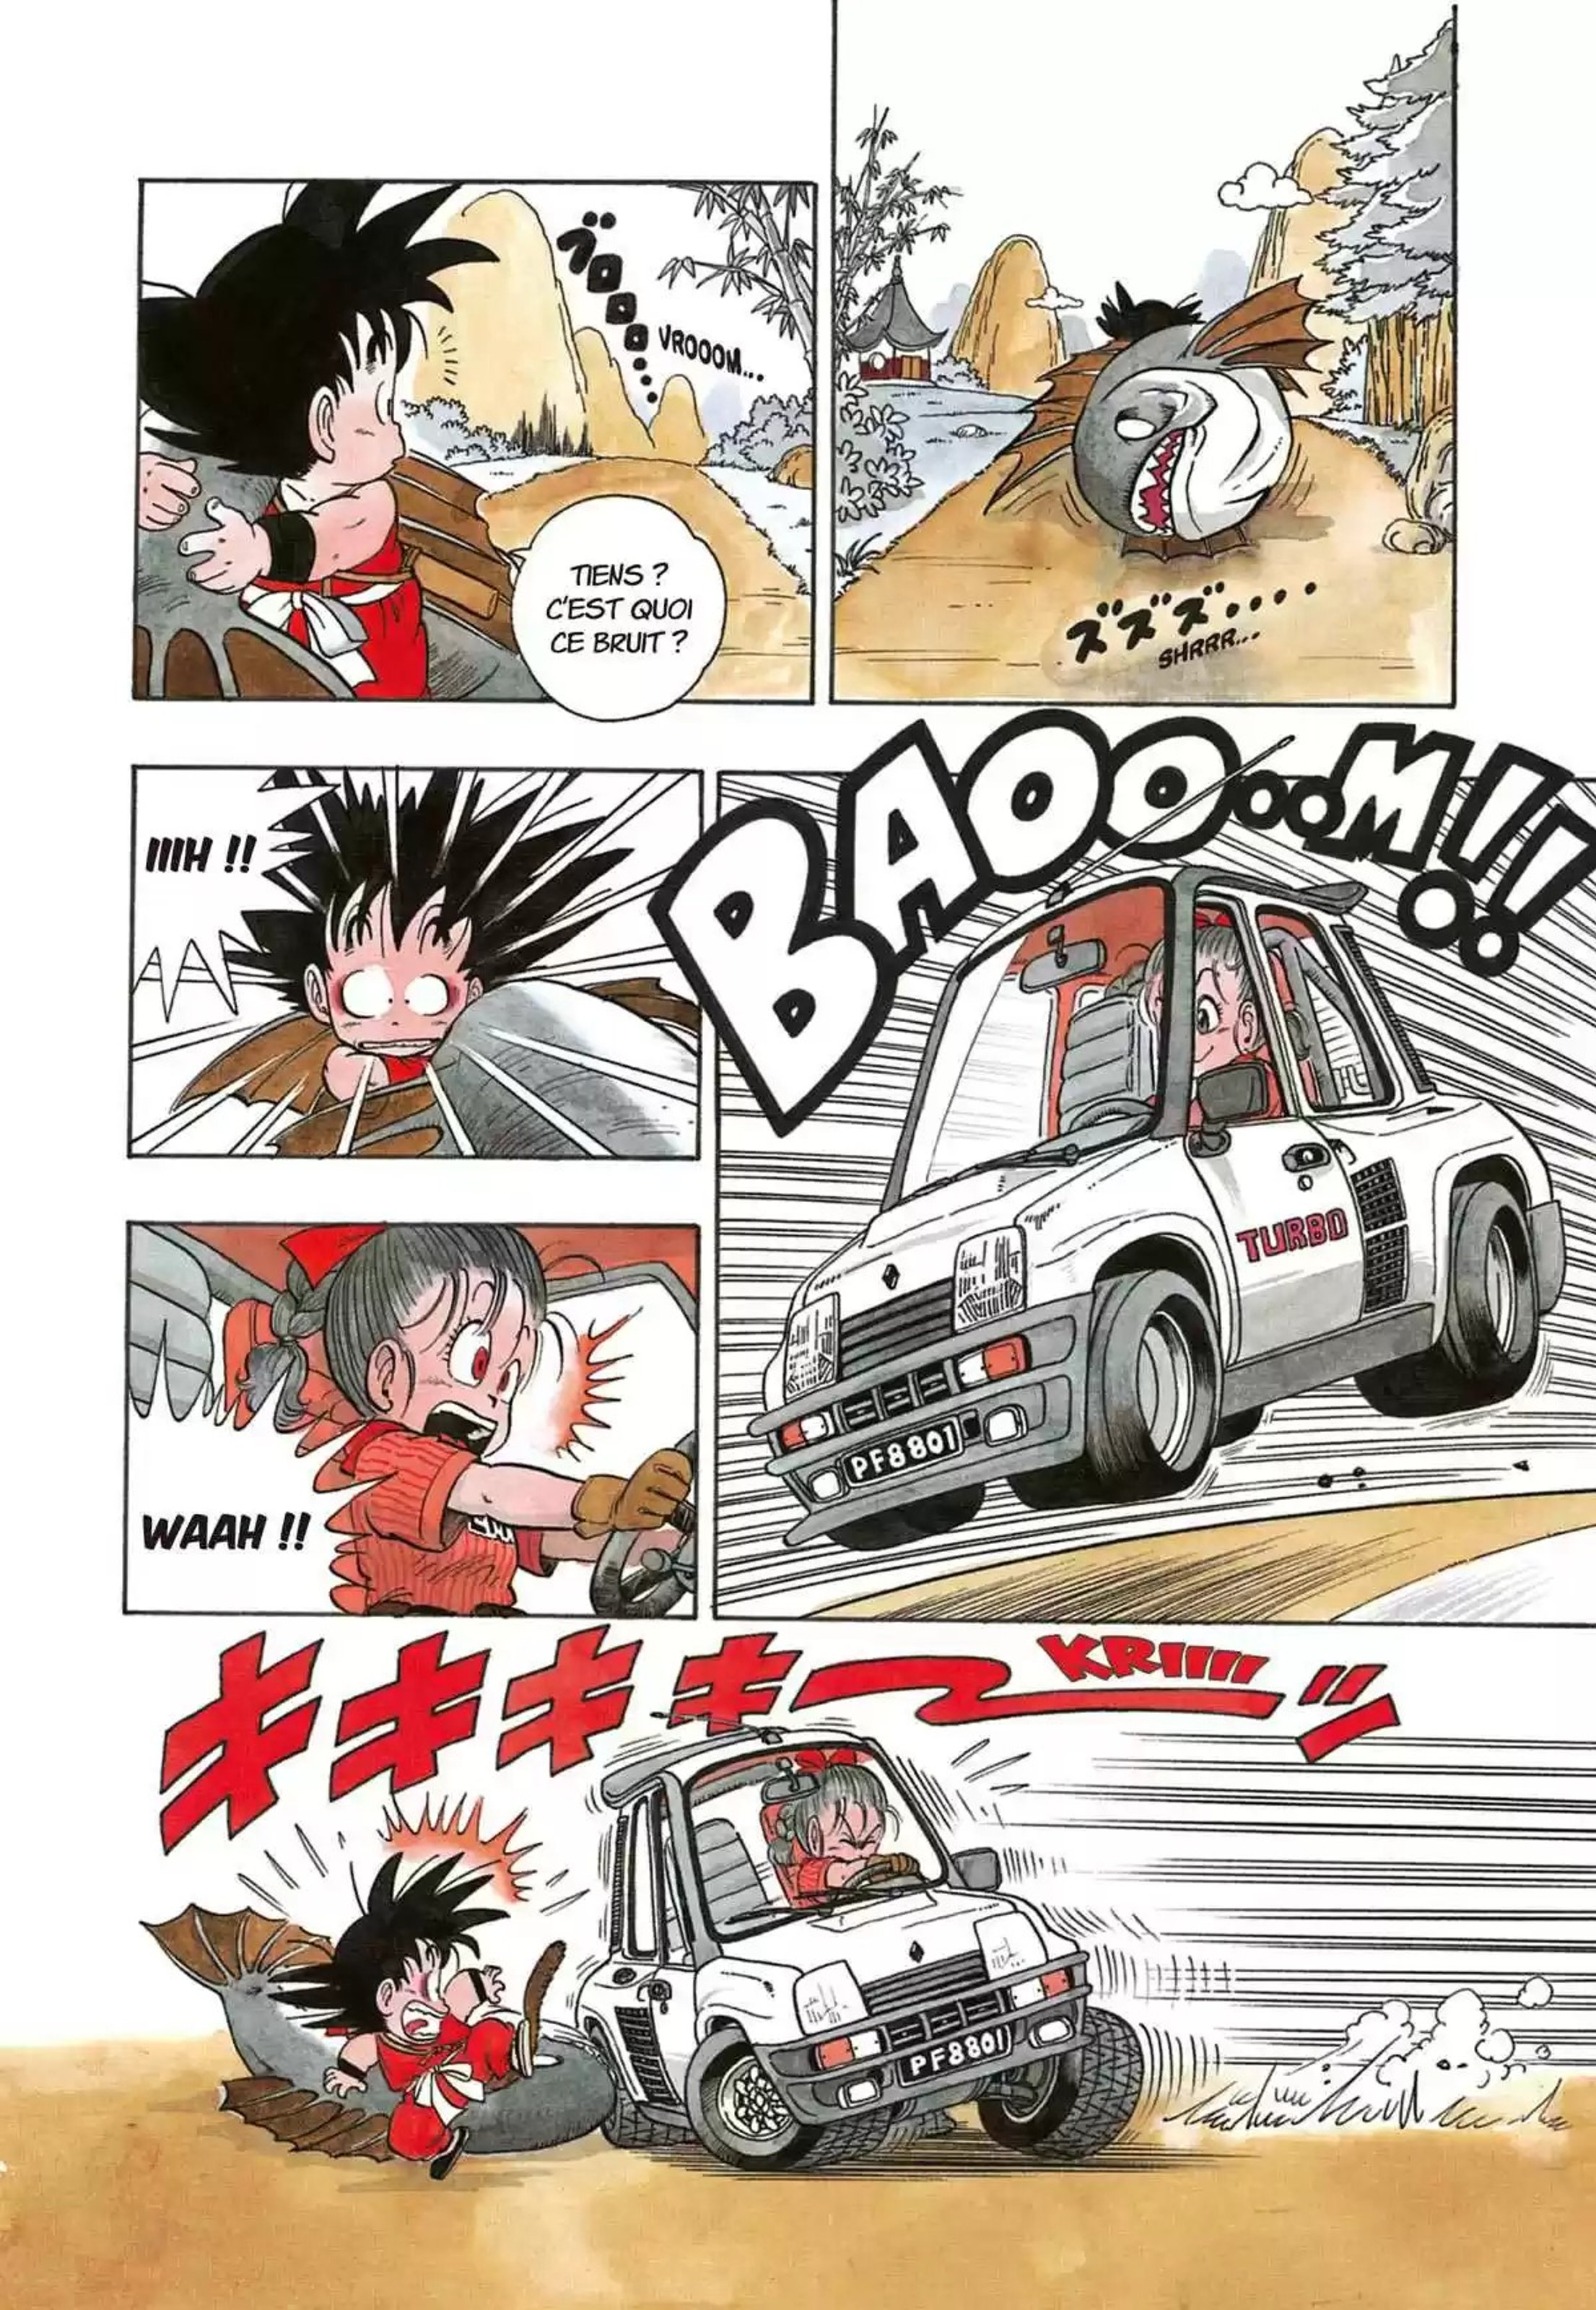 ズズズ....
SHRRR...
ブロロロ....
VROOOM...
TIENS ?
C'EST QUOI
CE BRUIT ?
BAOOooM!!
TURBO
PF8801
IIIH !!
WAAH !!
キキキキーッ
KRIIII
PF8801